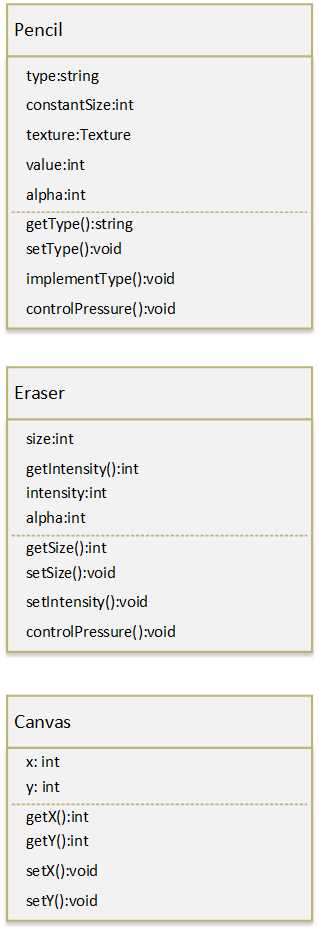 Pencil
type:string
constantSize:int
texture:Texture
value:int
alpha:int
getType():string
setType():void
implementType():void
controlPressure():void
Eraser
size:int
getIntensity():int
intensity:int
alpha:int
getSize():int
setSize():void
setIntensity():void
controlPressure():void
Canvas
x: int
y: int
getX():int
getY():int
setX():void
setY():void